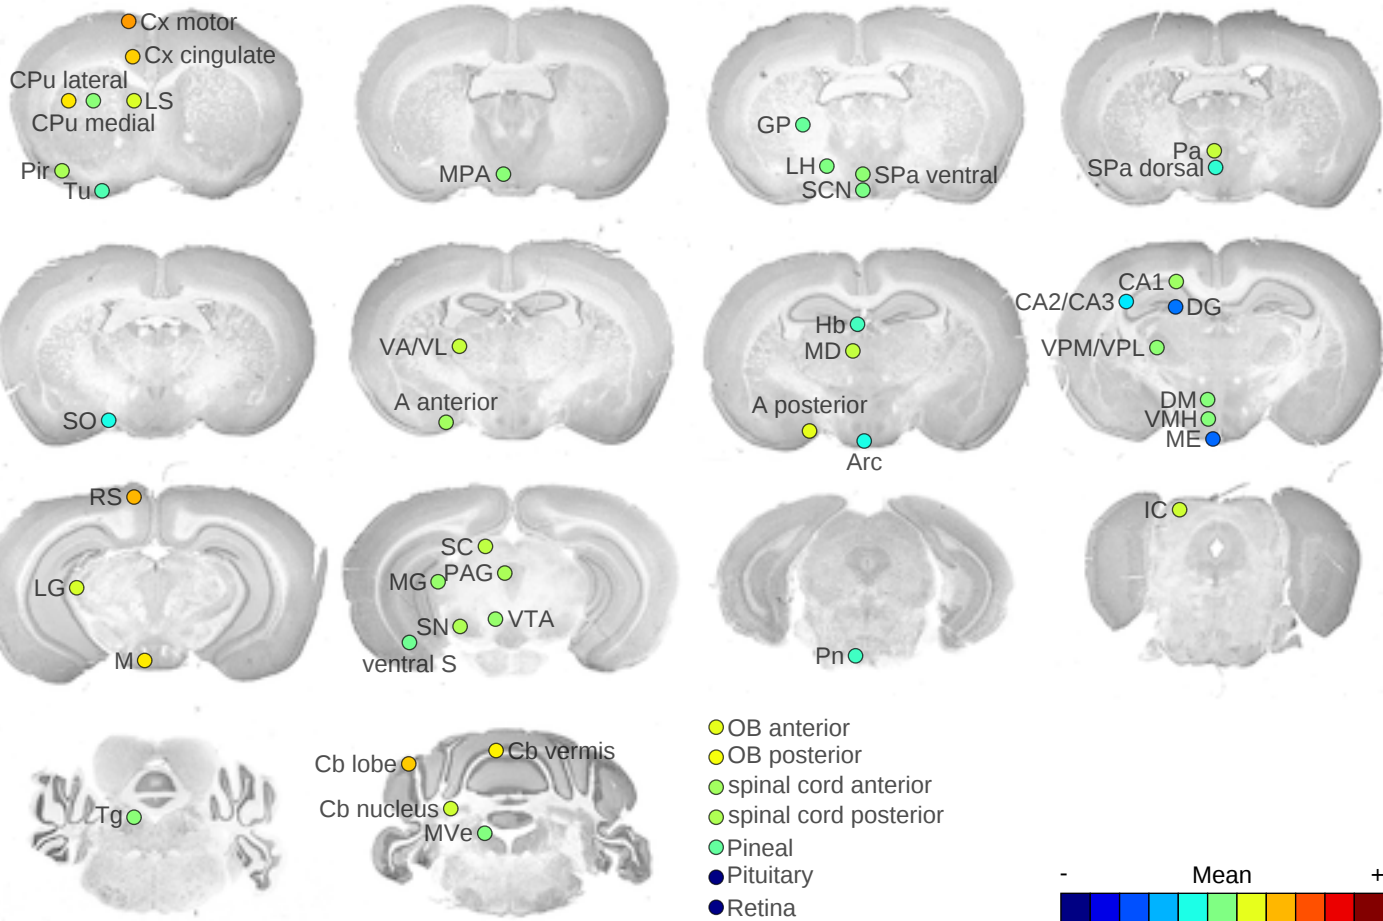 Cx motor
Cx cingulate
CPu lateral
LS
CPu medial
Pir
Tu
MPA
GP
LH
SPa ventral
SCN
Pa
SPa dorsal
SO
VA/VL
A anterior
Hb
MD
A posterior
Arc
CA1
CA2/CA3
DG
VPM/VPL
DM
VMH
ME
RS
LG
M
SC
MG
PAG
SN
VTA
ventral S
Pn
IC
Tg
Cb lobe
Cb vermis
Cb nucleus
MVe
OB anterior
OB posterior
spinal cord anterior
spinal cord posterior
Pineal
Pituitary
Retina
- Mean +